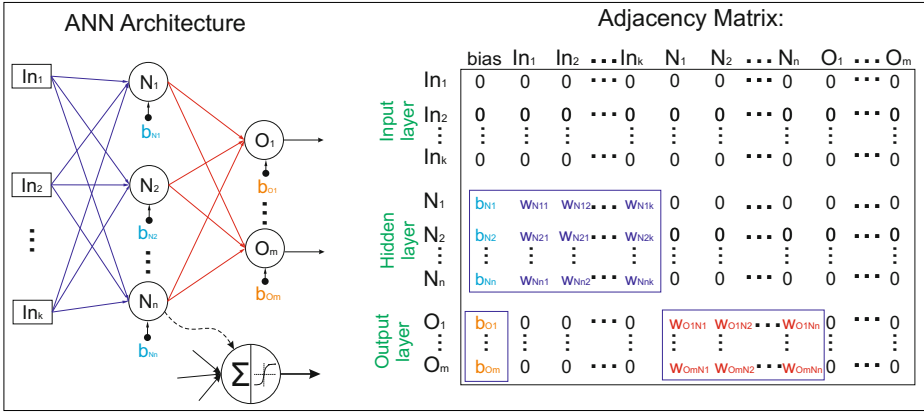 ANN Architecture
In1
In2
...
Ink
N1
bN1
N2
bN2
...
Nn
bNn
O1
bO1
...
Om
bOm
Σ
Adjacency Matrix:
bias In1 In2 ... Ink N1 N2 ... Nn O1 ... Om
Input layer
In1 0 0 0 ... 0 0 0 ... 0 0 ... 0
In2 0 0 0 ... 0 0 0 ... 0 0 ... 0
⋮ ⋮ ⋮ ⋮ ⋮ ⋮ ⋮ ⋮ ⋮ ⋮
Ink 0 0 0 ... 0 0 0 ... 0 0 ... 0
Hidden layer
N1 bN1 wN11 wN12 ... wN1k 0 0 ... 0 0 ... 0
N2 bN2 wN21 wN21 ... wN2k 0 0 ... 0 0 ... 0
⋮ ⋮ ⋮ ⋮ ⋮ ⋮ ⋮ ⋮ ⋮ ⋮
Nn bNn wNn1 wNn2 ... wNnk 0 0 ... 0 0 ... 0
Output layer
O1 bO1 0 0 ... 0 wO1N1 wO1N2 ... wO1Nn 0 ... 0
⋮ ⋮ ⋮ ⋮ ⋮ ⋮ ⋮ ⋮ ⋮ ⋮
Om bOm 0 0 ... 0 wOmN1 wOmN2 ... wOmNn 0 ... 0